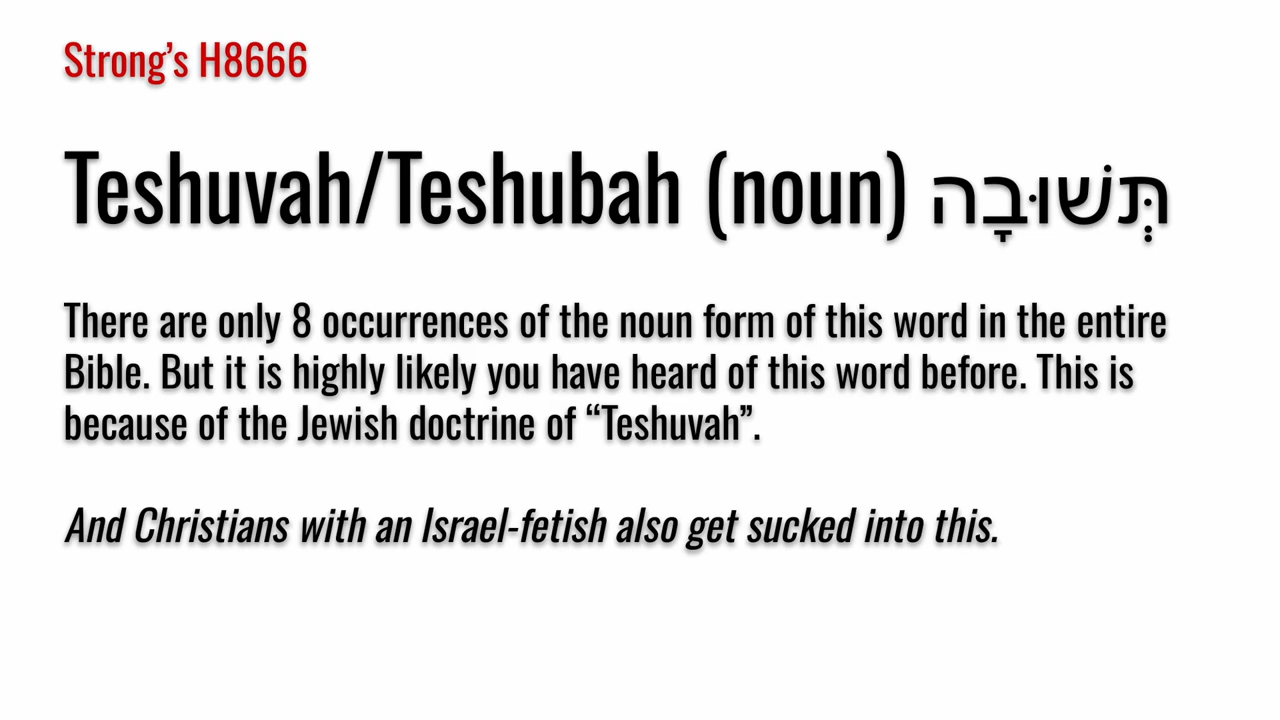 Strong’s H8666
Teshuvah/Teshubah (noun) תְּשׁוּבָה
There are only 8 occurrences of the noun form of this word in the entire
Bible. But it is highly likely you have heard of this word before. This is
because of the Jewish doctrine of “Teshuvah”.
And Christians with an Israel-fetish also get sucked into this.